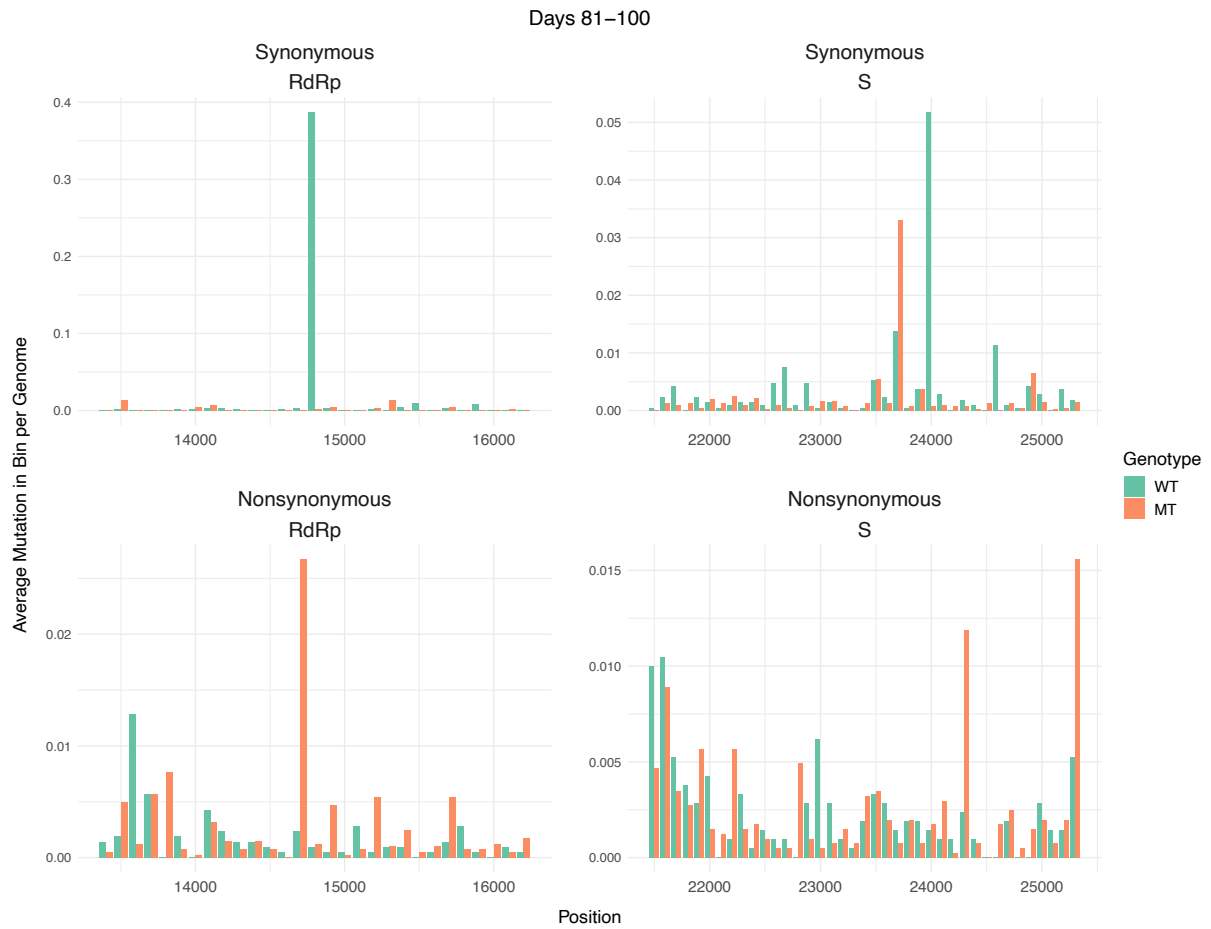 Days 81–100
Synonymous
RdRp
0.4
0.3
0.2
0.1
0.0
14000 15000 16000
Synonymous
S
0.05
0.04
0.03
0.02
0.01
0.00
22000 23000 24000 25000
Nonsynonymous
RdRp
0.02
0.01
0.00
14000 15000 16000
Nonsynonymous
S
0.015
0.010
0.005
0.000
22000 23000 24000 25000
Average Mutation in Bin per Genome
Position
Genotype
WT
MT